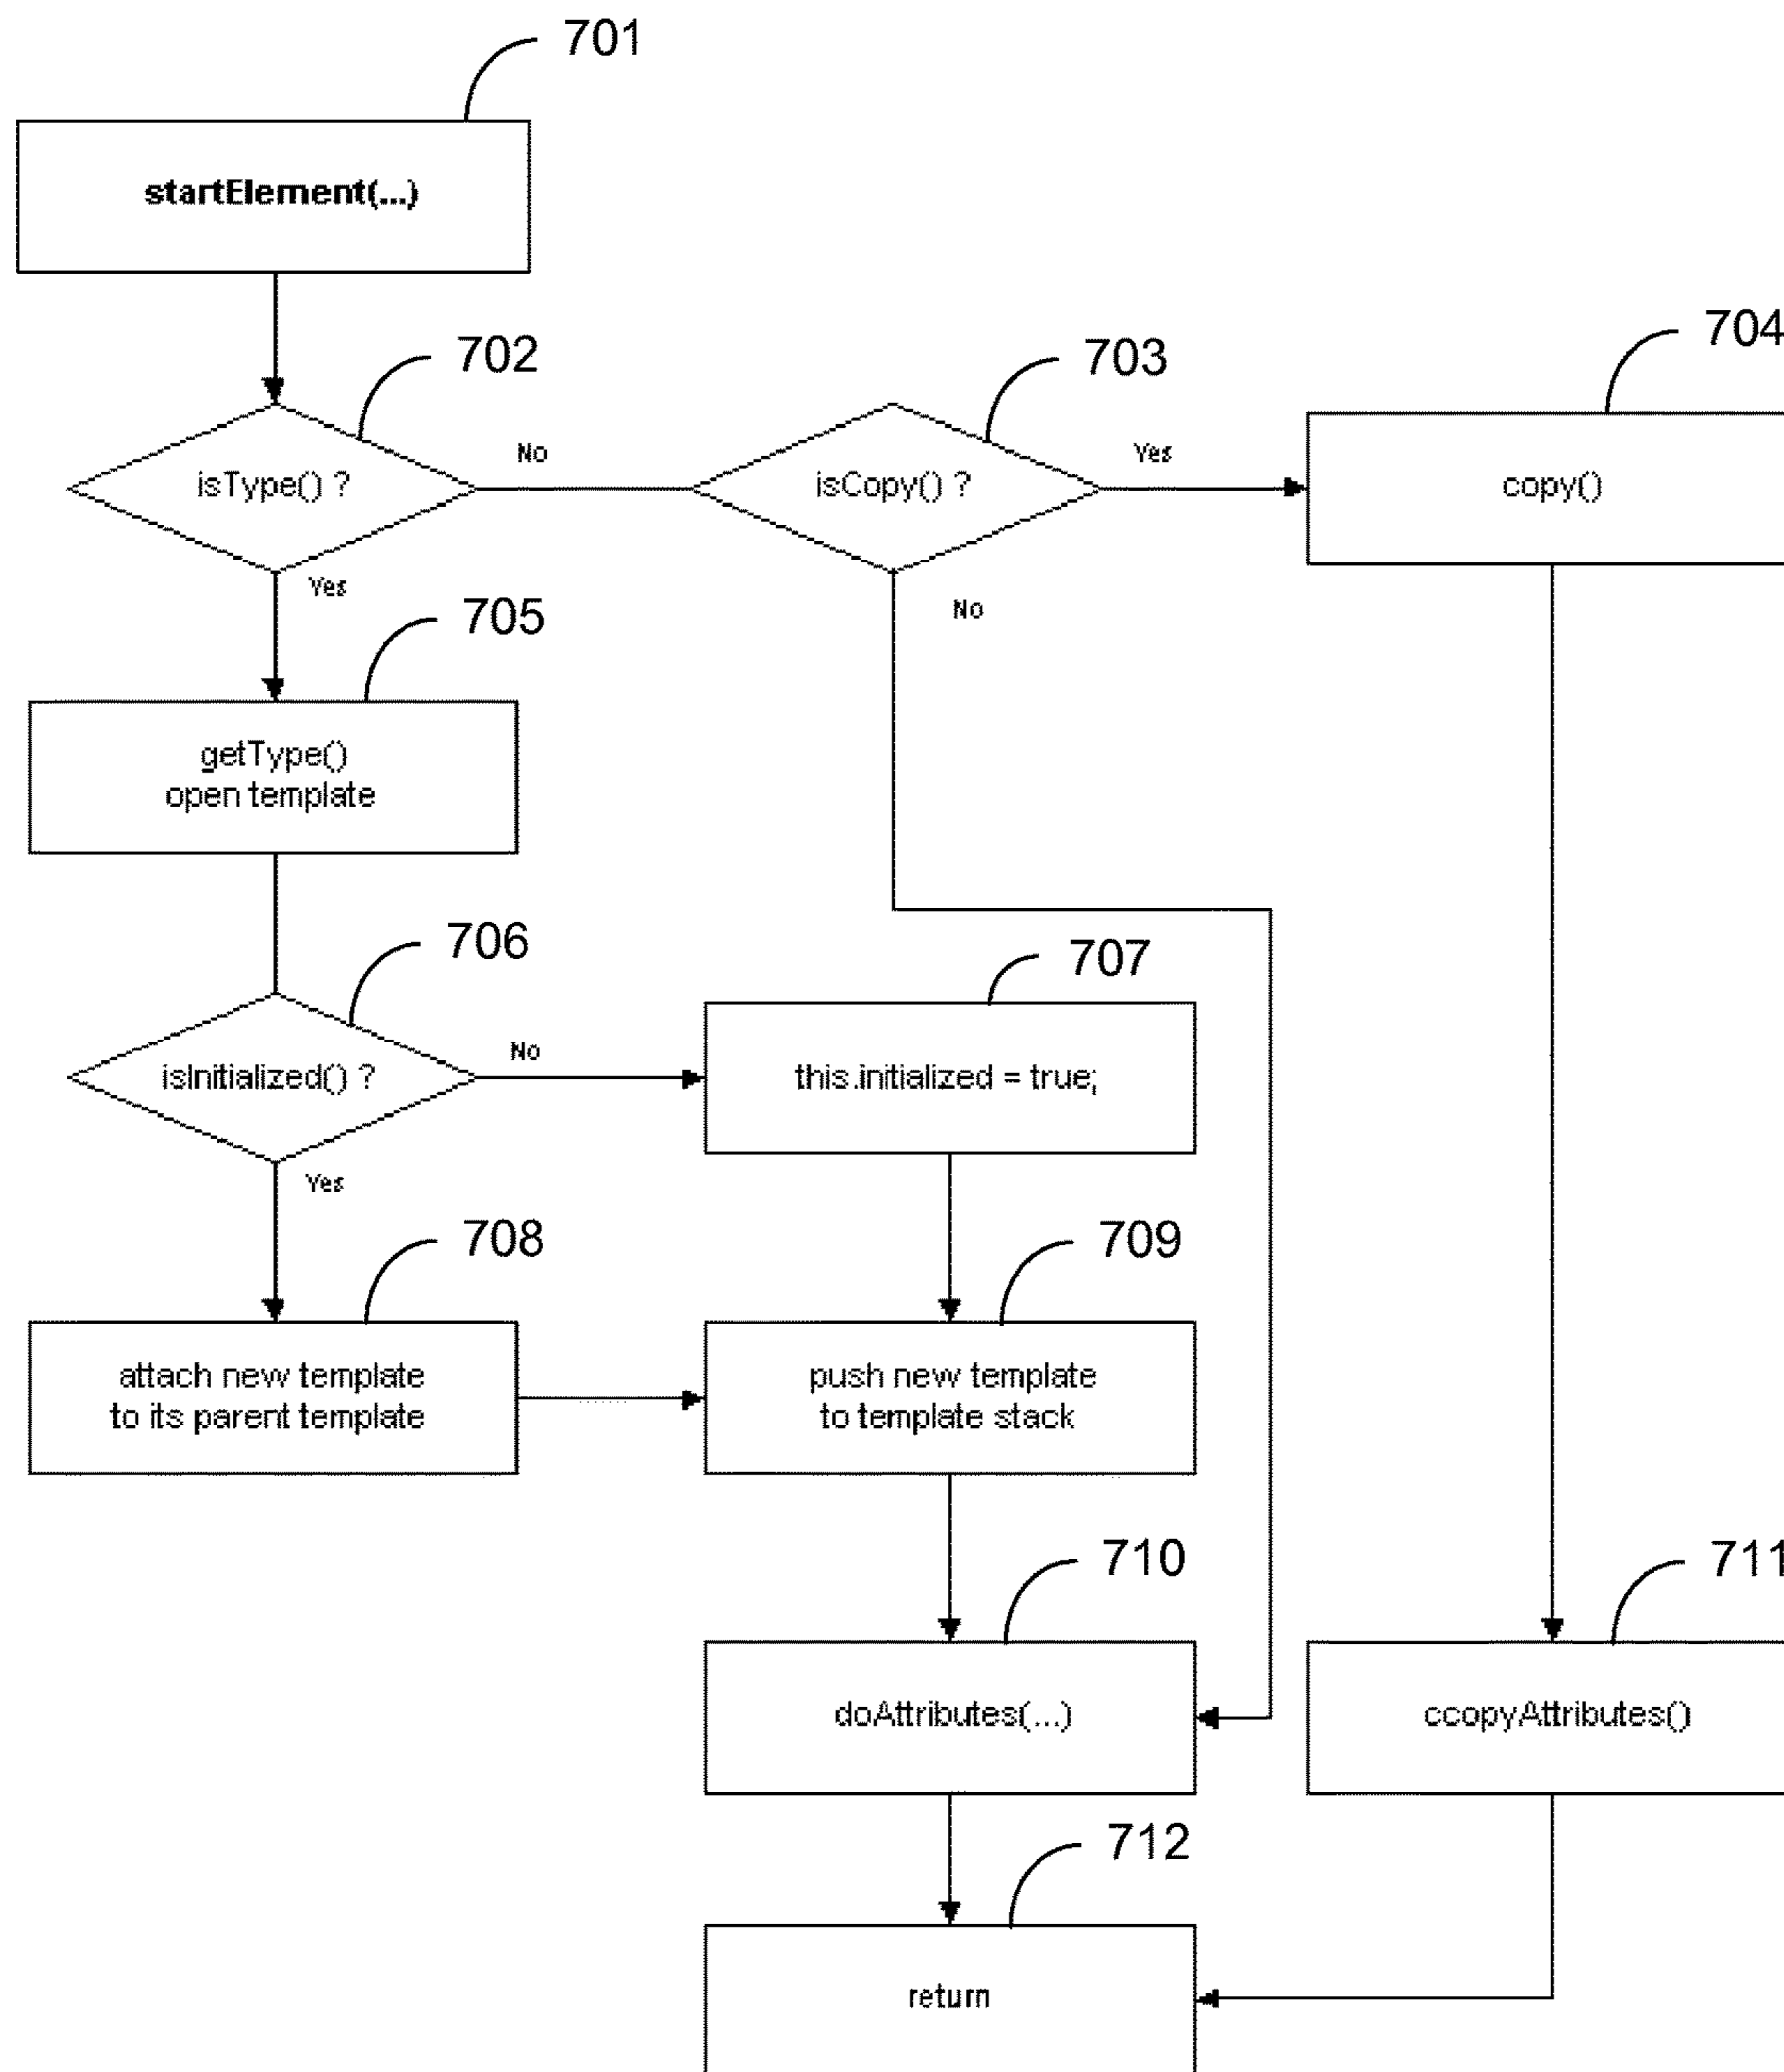 701
startElement(...)
702
703
704
isType() ?
No
isCopy() ?
Yes
copy()
Yes
No
705
getType()
open template
706
707
isInitialized() ?
No
this.initialized = true;
Yes
708
709
attach new template
to its parent template
push new template
to template stack
710
711
doAttributes(...)
ccopyAttributes()
712
return